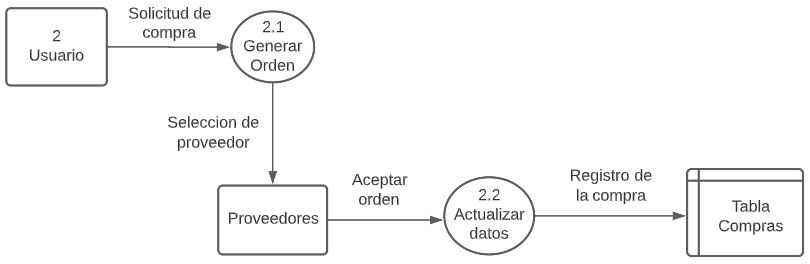 2
Usuario
Solicitud de
compra
2.1
Generar
Orden
Seleccion de
proveedor
Proveedores
Aceptar
orden
2.2
Actualizar
datos
Registro de
la compra
Tabla
Compras